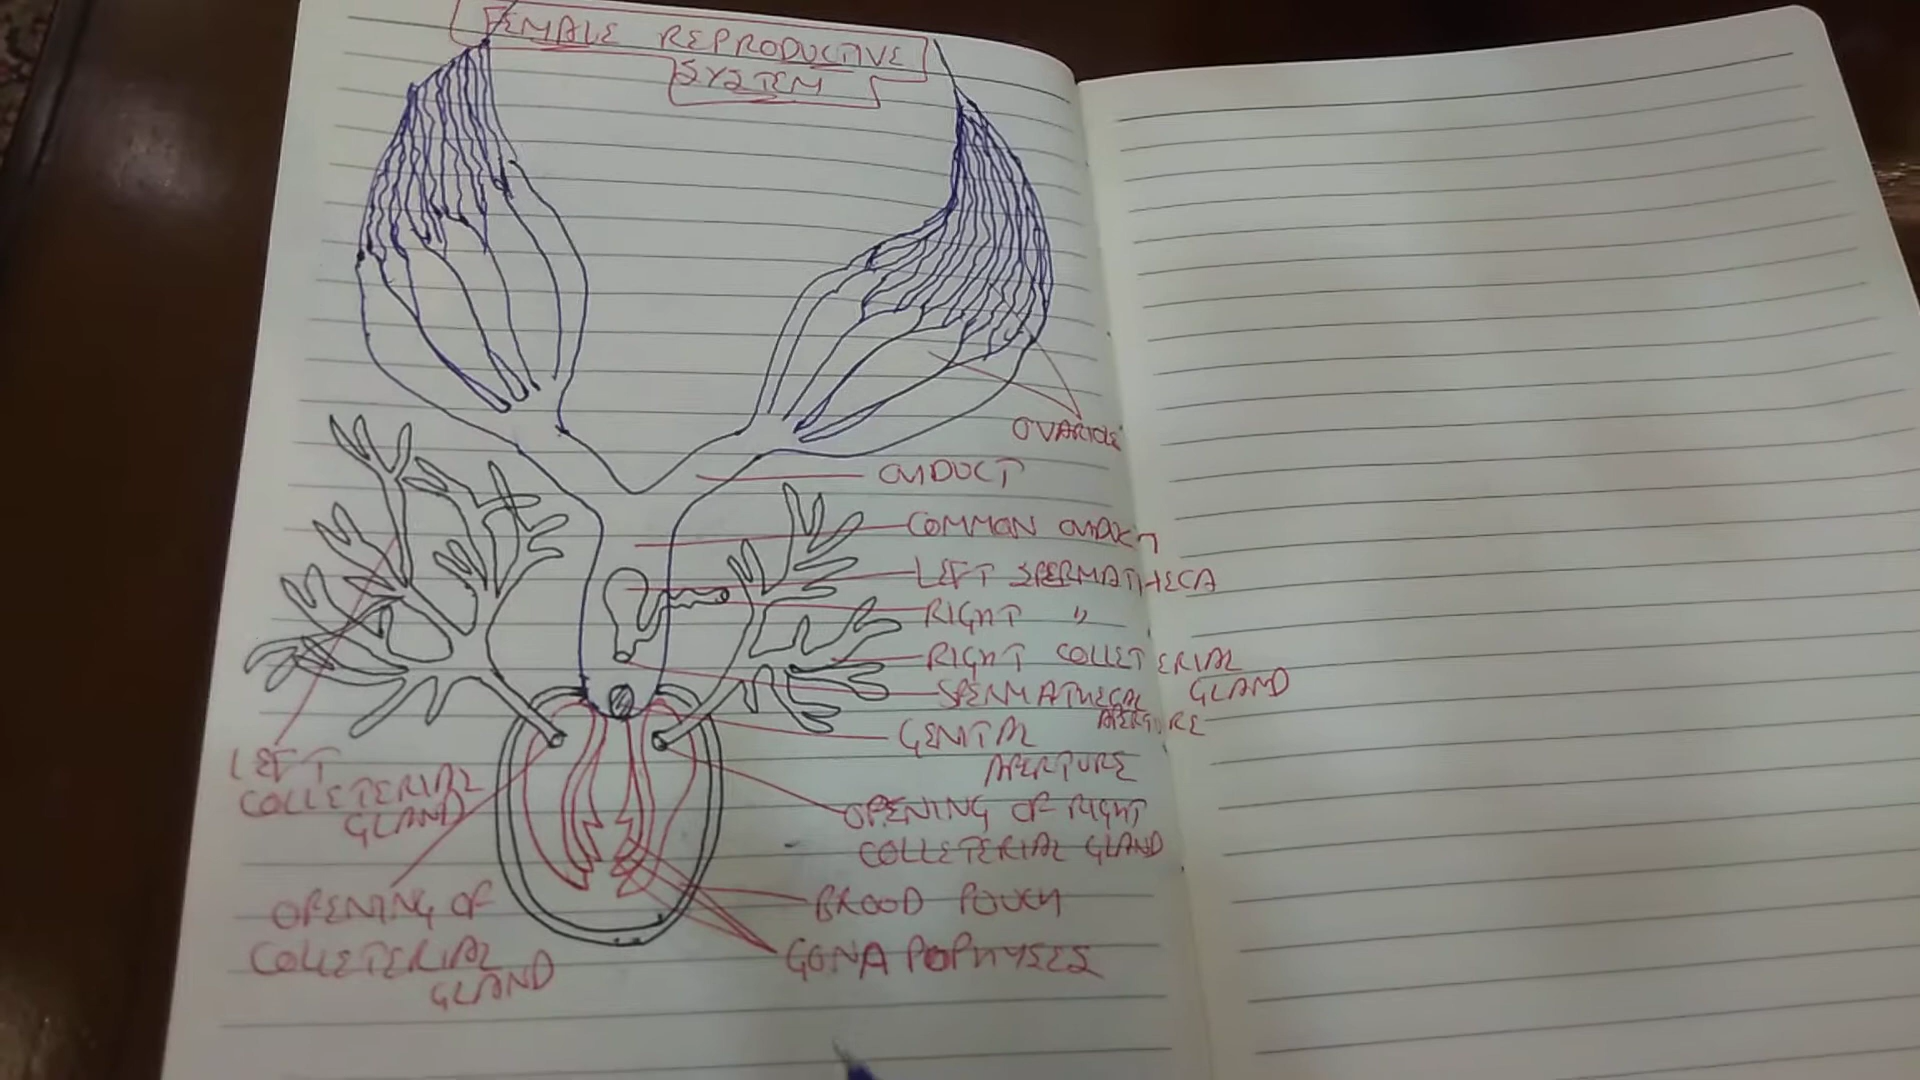 FEMALE REPRODUCTIVE
SYSTEM
OVARIOLE
OVIDUCT
COMMON OVIDUCT
LEFT SPERMATHECA
RIGHT "
RIGHT COLLETERIAL
GLAND
SPERMATHECAL
APERTURE
GENITAL
APERTURE
OPENING OF RIGHT
COLLETERIAL GLAND
BROOD POUCH
GONAPOPHYSES
LEFT
COLLETERIAL
GLAND
OPENING OF
COLLETERIAL
GLAND